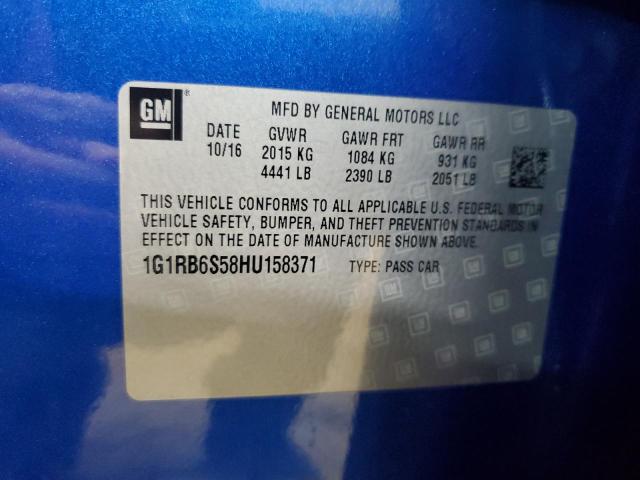 GM ®
MFD BY GENERAL MOTORS LLC
DATE GVWR GAWR FRT GAWR RR
10/16 2015 KG 1084 KG 931 KG
4441 LB 2390 LB 2051 LB
THIS VEHICLE CONFORMS TO ALL APPLICABLE U.S. FEDERAL MOTOR
VEHICLE SAFETY, BUMPER, AND THEFT PREVENTION STANDARDS
IN EFFECT ON THE DATE OF MANUFACTURE SHOWN ABOVE.
1G1RB6S58HU158371 TYPE: PASS CAR